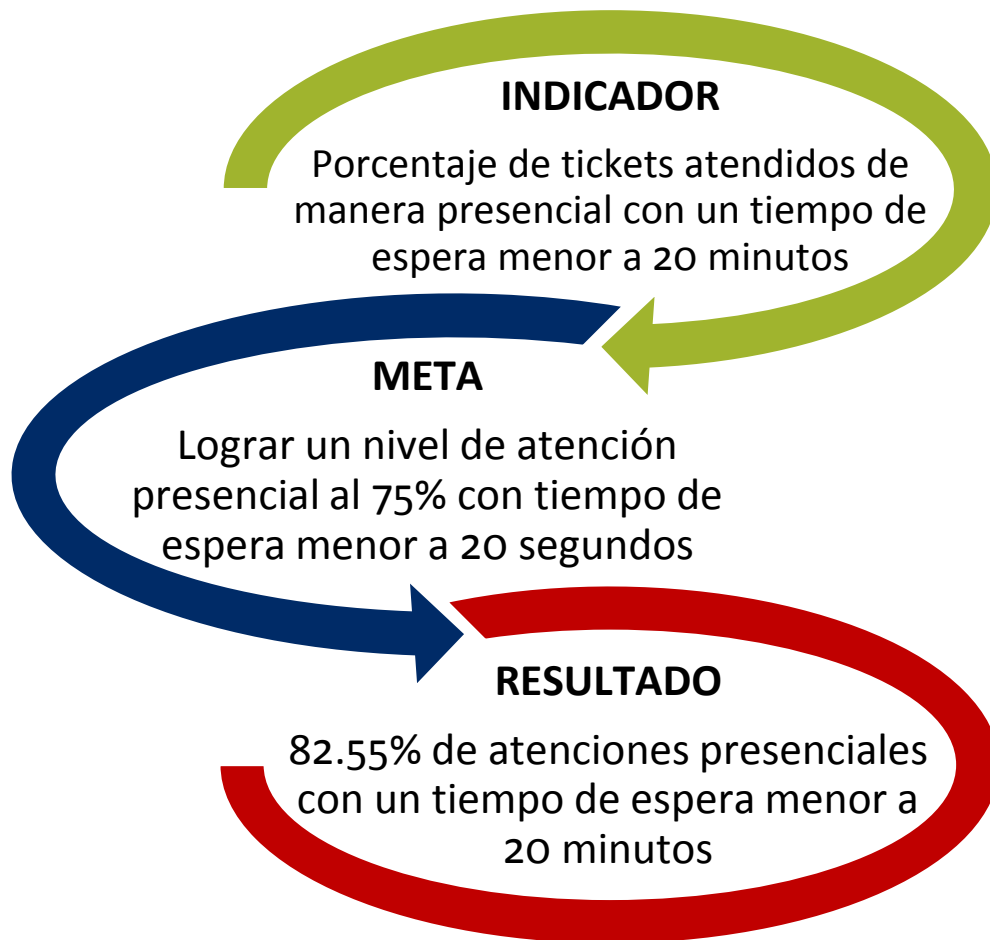 INDICADOR
Porcentaje de tickets atendidos de
manera presencial con un tiempo de
espera menor a 20 minutos
META
Lograr un nivel de atención
presencial al 75% con tiempo de
espera menor a 20 segundos
RESULTADO
82.55% de atenciones presenciales
con un tiempo de espera menor a
20 minutos